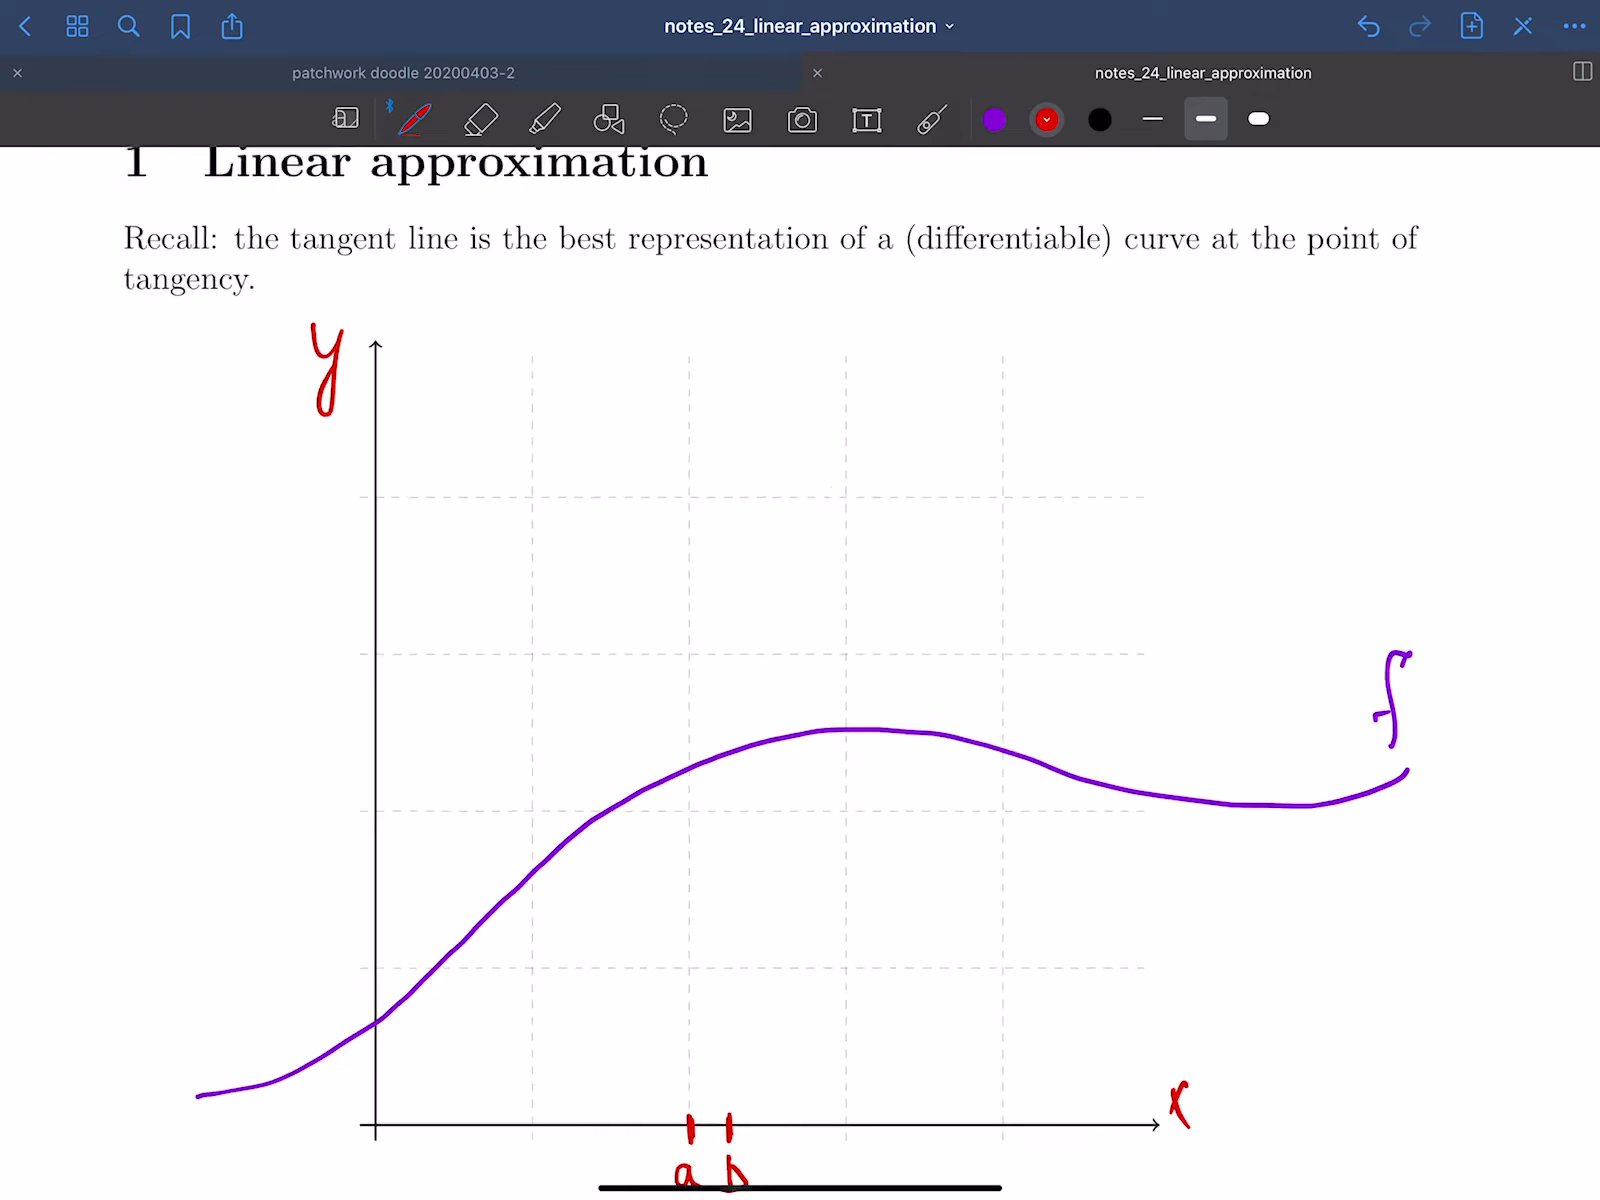 notes_24_linear_approximation
patchwork doodle 20200403-2
notes_24_linear_approximation
T
1 Linear approximation
Recall: the tangent line is the best representation of a (differentiable) curve at the point of
tangency.
y
f
x
a b